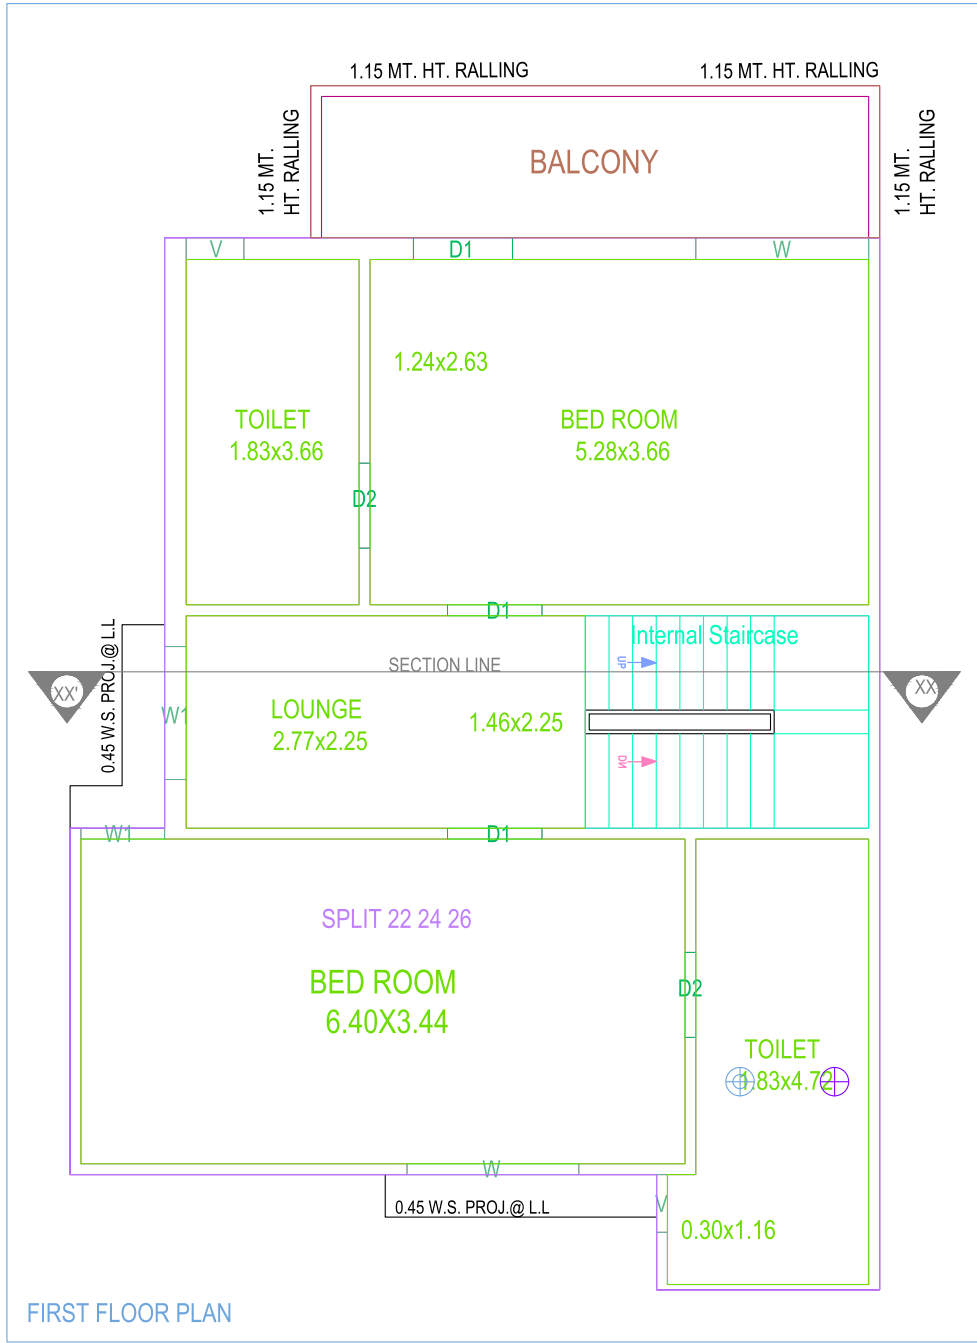 1.15 MT. HT. RALLING
1.15 MT. HT. RALLING
1.15 MT.
HT. RALLING
BALCONY
1.15 MT.
HT. RALLING
V
D1
W
1.24x2.63
TOILET
1.83x3.66
BED ROOM
5.28x3.66
D2
D1
Internal Staircase
UP
SECTION LINE
XX'
XX
0.45 W.S. PROJ.@ L.L
W1
LOUNGE
2.77x2.25
1.46x2.25
DN
W1
D1
SPLIT 22 24 26
BED ROOM
6.40X3.44
D2
TOILET
1.83x4.72
W
0.45 W.S. PROJ.@ L.L
V
0.30x1.16
FIRST FLOOR PLAN